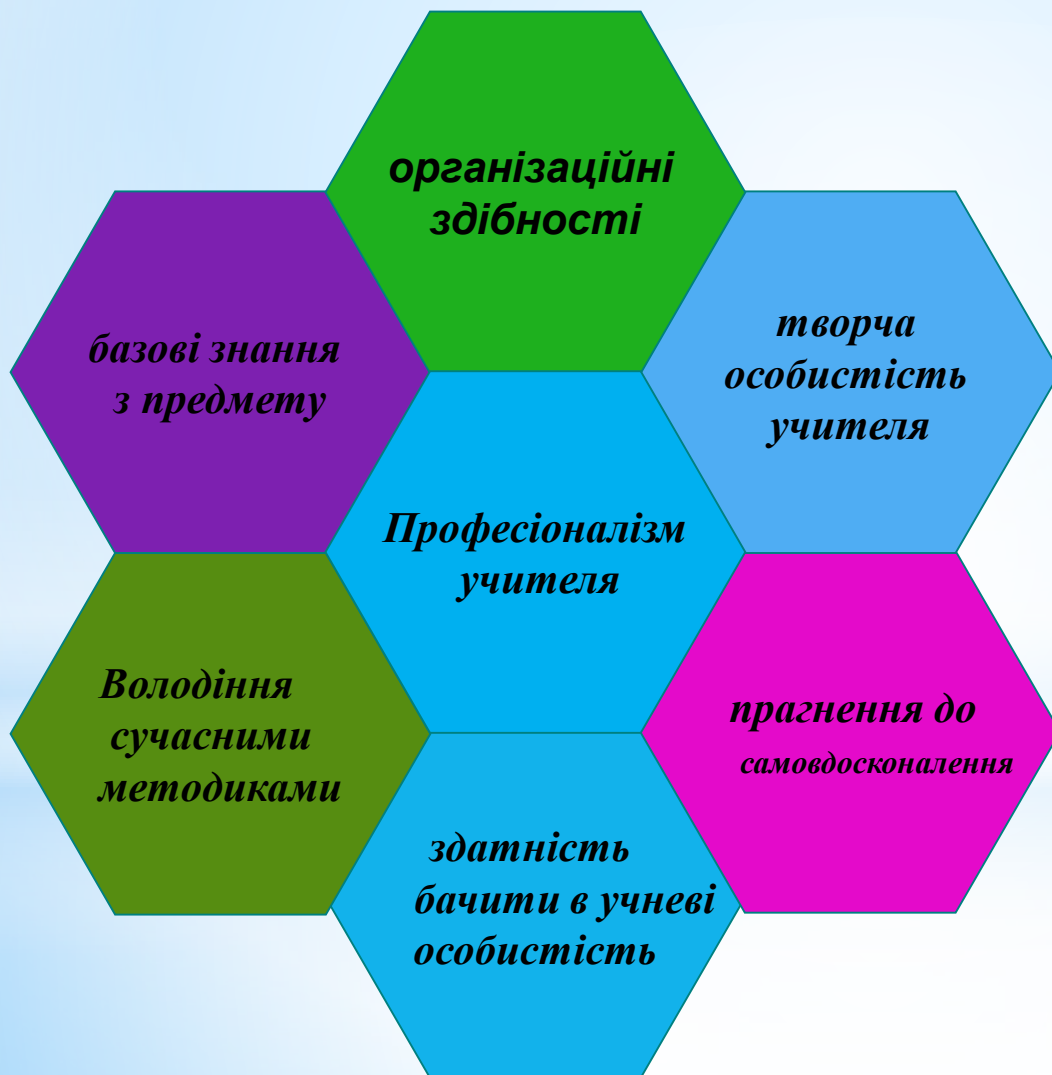 організаційні
здібності
базові знання
з предмету
творча
особистість
учителя
Професіоналізм
учителя
Володіння
сучасними
методиками
прагнення до
самовдосконалення
здатність
бачити в учневі
особистість